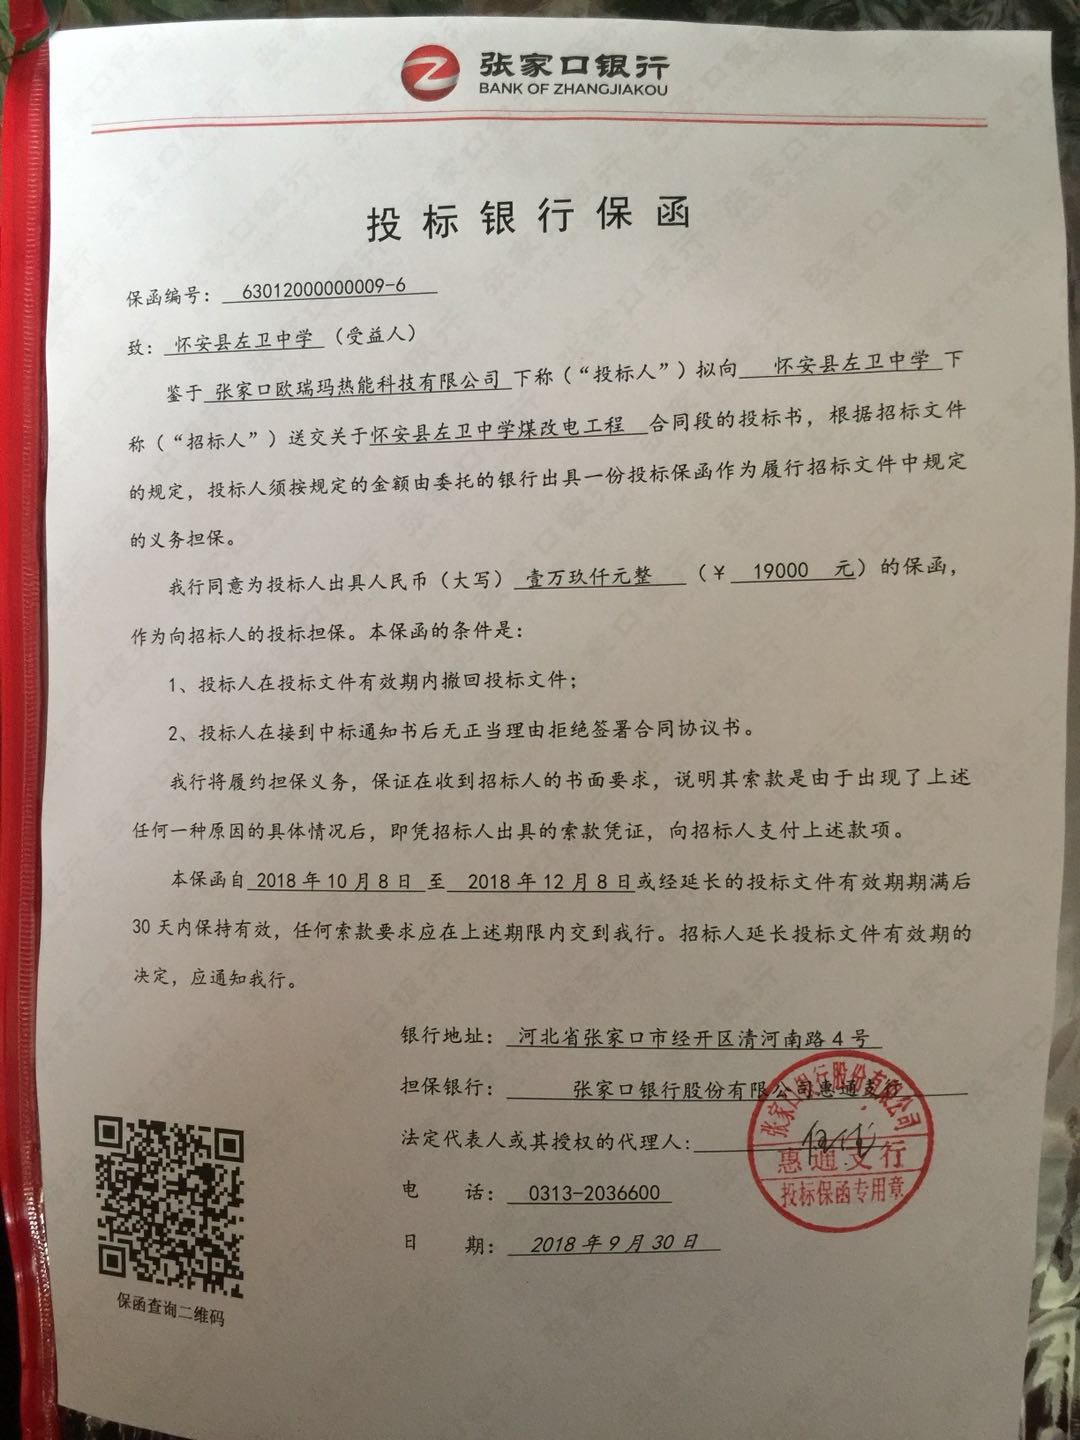 张家口银行
BANK OF ZHANGJIAKOU
投标银行保函
保函编号：63012000000009-6
致：怀安县左卫中学（受益人）
鉴于张家口欧瑞玛热能科技有限公司下称（“投标人”）拟向 怀安县左卫中学下
称（“招标人”）送交关于怀安县左卫中学煤改电工程 合同段的投标书，根据招标文件
的规定，投标人须按规定的金额由委托的银行出具一份投标保函作为履行招标文件中规定
的义务担保。
我行同意为投标人出具人民币（大写）壹万玖仟元整 （￥ 19000 元）的保函，
作为向招标人的投标担保。本保函的条件是：
1、投标人在投标文件有效期内撤回投标文件；
2、投标人在接到中标通知书后无正当理由拒绝签署合同协议书。
我行将履约担保义务，保证在收到招标人的书面要求，说明其索款是由于出现了上述
任何一种原因的具体情况后，即凭招标人出具的索款凭证，向招标人支付上述款项。
本保函自 2018年10月8日 至 2018年12月8日或经延长的投标文件有效期期满后
30天内保持有效，任何索款要求应在上述期限内交到我行。招标人延长投标文件有效期的
决定，应通知我行。
银行地址：河北省张家口市经开区清河南路4号
担保银行：张家口银行股份有限公司惠通支行
法定代表人或其授权的代理人：
电 话：0313-2036600
日 期：2018年9月30日
张家口银行股份有限公司
惠通支行
投标保函专用章
保函查询二维码